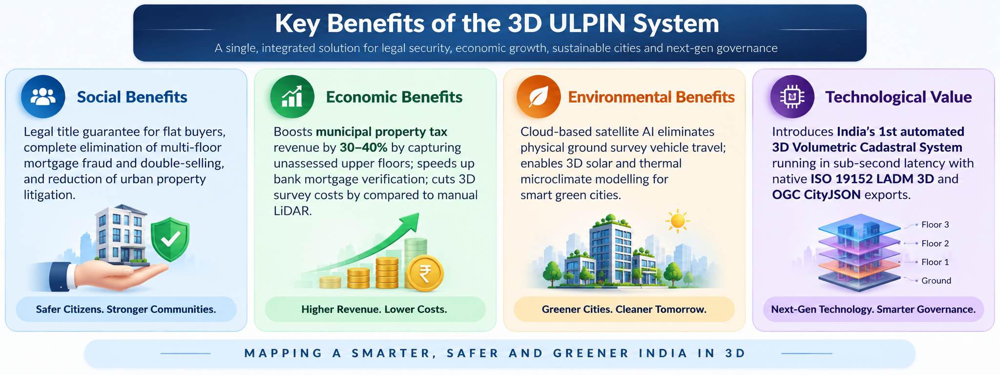 Key Benefits of the 3D ULPIN System
A single, integrated solution for legal security, economic growth, sustainable cities and next-gen governance
Social Benefits
Legal title guarantee for flat buyers,
complete elimination of multi-floor
mortgage fraud and double-selling,
and reduction of urban property
litigation.
Safer Citizens. Stronger Communities.
Economic Benefits
Boosts municipal property tax
revenue by 30–40% by capturing
unassessed upper floors; speeds up
bank mortgage verification; cuts 3D
survey costs by compared to manual
LiDAR.
₹
Higher Revenue. Lower Costs.
Environmental Benefits
Cloud-based satellite AI eliminates
physical ground survey vehicle travel;
enables 3D solar and thermal
microclimate modelling for
smart green cities.
Greener Cities. Cleaner Tomorrow.
Technological Value
Introduces India's 1st automated
3D Volumetric Cadastral System
running in sub-second latency with
native ISO 19152 LADM 3D and
OGC CityJSON exports.
Floor 3
Floor 2
Floor 1
Ground
Next-Gen Technology. Smarter Governance.
MAPPING A SMARTER, SAFER AND GREENER INDIA IN 3D